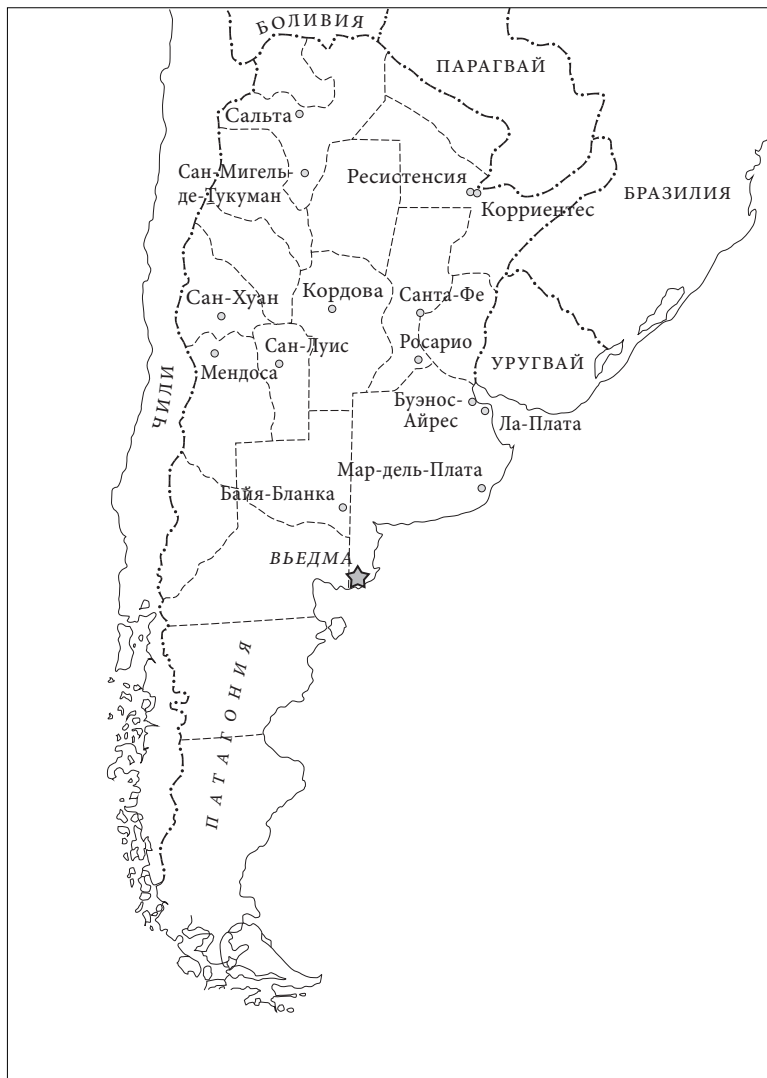 БОЛИВИЯ
ПАРАГВАЙ
Сальта
Сан-Мигель-
де-Тукуман
Ресистенсия
Корриентес
БРАЗИЛИЯ
Сан-Хуан
Кордова
Санта-Фе
Сан-Луис
Мендоса
Росарио
УРУГВАЙ
ЧИЛИ
Буэнос-
Айрес
Ла-Плата
Мар-дель-Плата
Байя-Бланка
ВЬЕДМА
ПАТАГОНИЯ